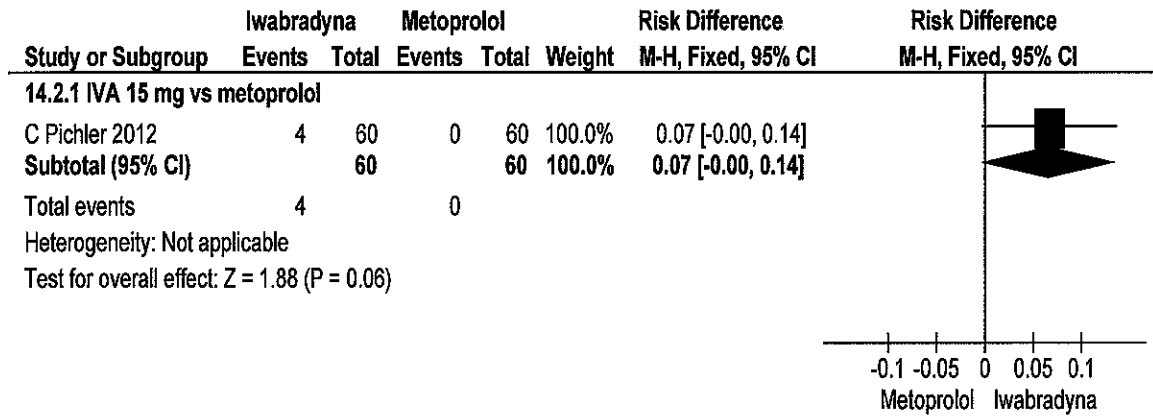 Iwabradyna Metoprolol Risk Difference Risk Difference
Study or Subgroup Events Total Events Total Weight M-H, Fixed, 95% CI M-H, Fixed, 95% CI
14.2.1 IVA 15 mg vs metoprolol
C Pichler 2012 4 60 0 60 100.0% 0.07 [-0.00, 0.14]
Subtotal (95% CI) 60 60 100.0% 0.07 [-0.00, 0.14]
Total events 4 0
Heterogeneity: Not applicable
Test for overall effect: Z = 1.88 (P = 0.06)
-0.1 -0.05 0 0.05 0.1
Metoprolol Iwabradyna